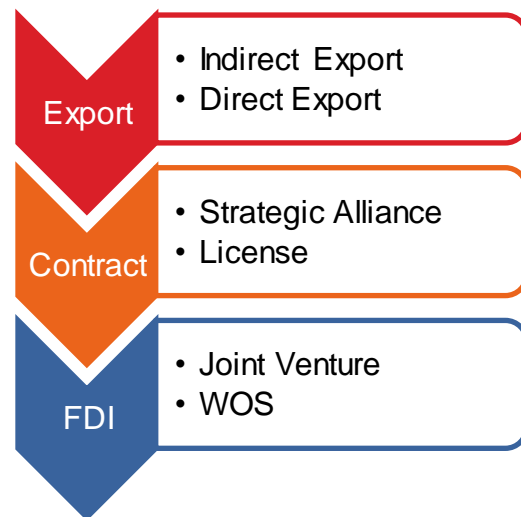 Export
• Indirect Export
• Direct Export
Contract
• Strategic Alliance
• License
FDI
• Joint Venture
• WOS